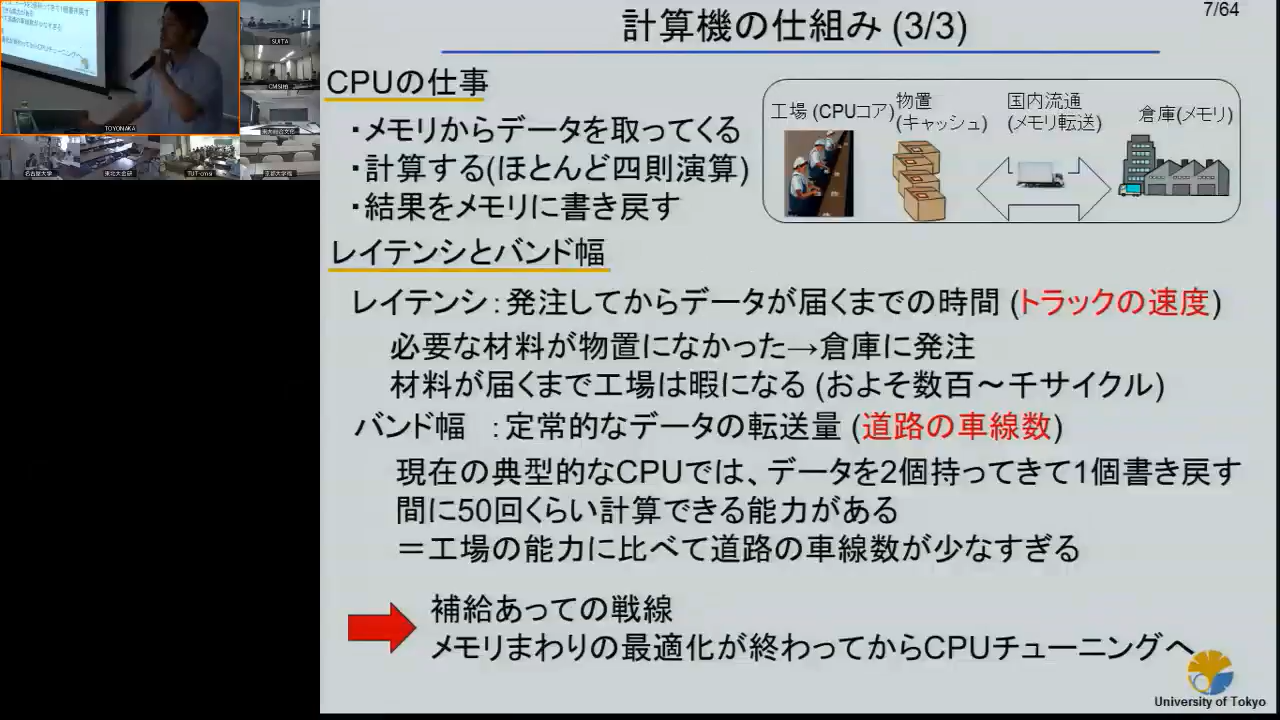 計算機の仕組み (3/3)
7/64
CPUの仕事
・メモリからデータを取ってくる
・計算する(ほとんど四則演算)
・結果をメモリに書き戻す
工場 (CPUコア)
物置
(キャッシュ)
国内流通
(メモリ転送)
倉庫(メモリ)
レイテンシとバンド幅
レイテンシ：発注してからデータが届くまでの時間 (トラックの速度)
必要な材料が物置になかった→倉庫に発注
材料が届くまで工場は暇になる (およそ数百～千サイクル)
バンド幅 ：定常的なデータの転送量 (道路の車線数)
現在の典型的なCPUでは、データを2個持ってきて1個書き戻す
間に50回くらい計算できる能力がある
＝工場の能力に比べて道路の車線数が少なすぎる
補給あっての戦線
メモリまわりの最適化が終わってからCPUチューニングへ
University of Tokyo
TOYONAKA
SUITA
名古屋大学
東北大金研
TUT-cmsi